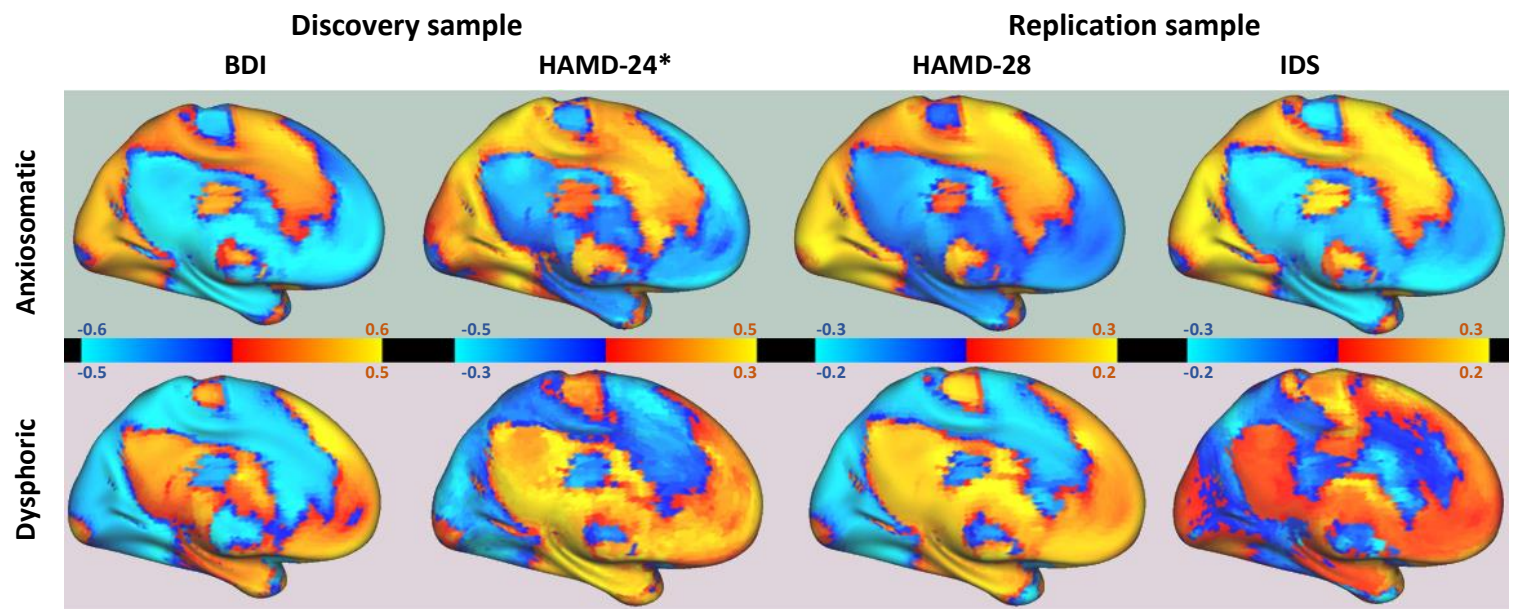 Discovery sample
Replication sample
BDI
HAMD-24*
HAMD-28
IDS
Anxiosomatic
-0.6
0.6
-0.5
0.5
-0.3
0.3
-0.3
0.3
-0.5
0.5
-0.3
0.3
-0.2
0.2
-0.2
0.2
Dysphoric